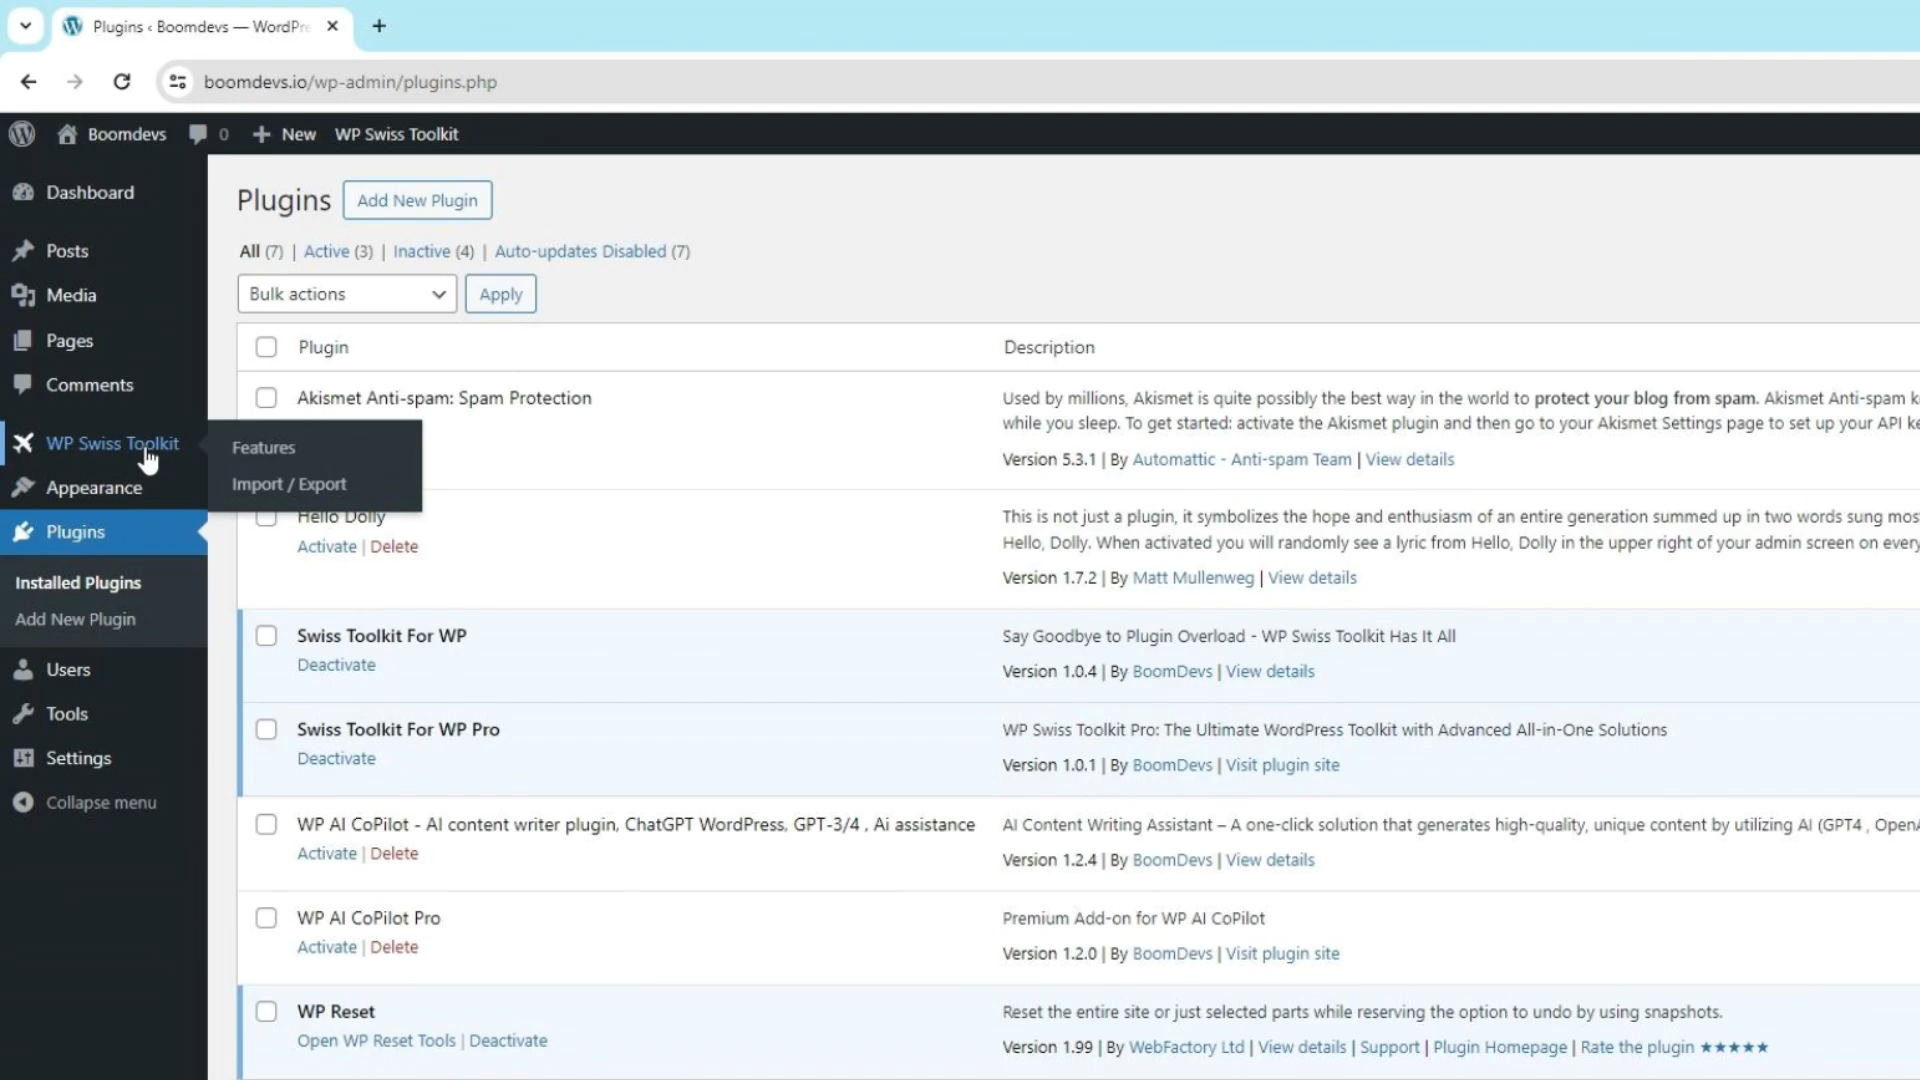 Plugins ‹ Boomdevs — WordPre
boomdevs.io/wp-admin/plugins.php
Boomdevs 0 New WP Swiss Toolkit
Dashboard
Posts
Media
Pages
Comments
WP Swiss Toolkit
Features
Import / Export
Appearance
Plugins
Installed Plugins
Add New Plugin
Users
Tools
Settings
Collapse menu
Plugins Add New Plugin
All (7) | Active (3) | Inactive (4) | Auto-updates Disabled (7)
Bulk actions Apply
Plugin Description
Akismet Anti-spam: Spam Protection
Used by millions, Akismet is quite possibly the best way in the world to protect your blog from spam. Akismet Anti-spam k
while you sleep. To get started: activate the Akismet plugin and then go to your Akismet Settings page to set up your API ke
Version 5.3.1 | By Automattic - Anti-spam Team | View details
Hello Dolly
Activate | Delete
This is not just a plugin, it symbolizes the hope and enthusiasm of an entire generation summed up in two words sung mos
Hello, Dolly. When activated you will randomly see a lyric from Hello, Dolly in the upper right of your admin screen on every
Version 1.7.2 | By Matt Mullenweg | View details
Swiss Toolkit For WP
Deactivate
Say Goodbye to Plugin Overload - WP Swiss Toolkit Has It All
Version 1.0.4 | By BoomDevs | View details
Swiss Toolkit For WP Pro
Deactivate
WP Swiss Toolkit Pro: The Ultimate WordPress Toolkit with Advanced All-in-One Solutions
Version 1.0.1 | By BoomDevs | Visit plugin site
WP AI CoPilot - AI content writer plugin, ChatGPT WordPress, GPT-3/4 , Ai assistance
Activate | Delete
AI Content Writing Assistant – A one-click solution that generates high-quality, unique content by utilizing AI (GPT4 , OpenA
Version 1.2.4 | By BoomDevs | View details
WP AI CoPilot Pro
Activate | Delete
Premium Add-on for WP AI CoPilot
Version 1.2.0 | By BoomDevs | Visit plugin site
WP Reset
Open WP Reset Tools | Deactivate
Reset the entire site or just selected parts while reserving the option to undo by using snapshots.
Version 1.99 | By WebFactory Ltd | View details | Support | Plugin Homepage | Rate the plugin ★★★★★